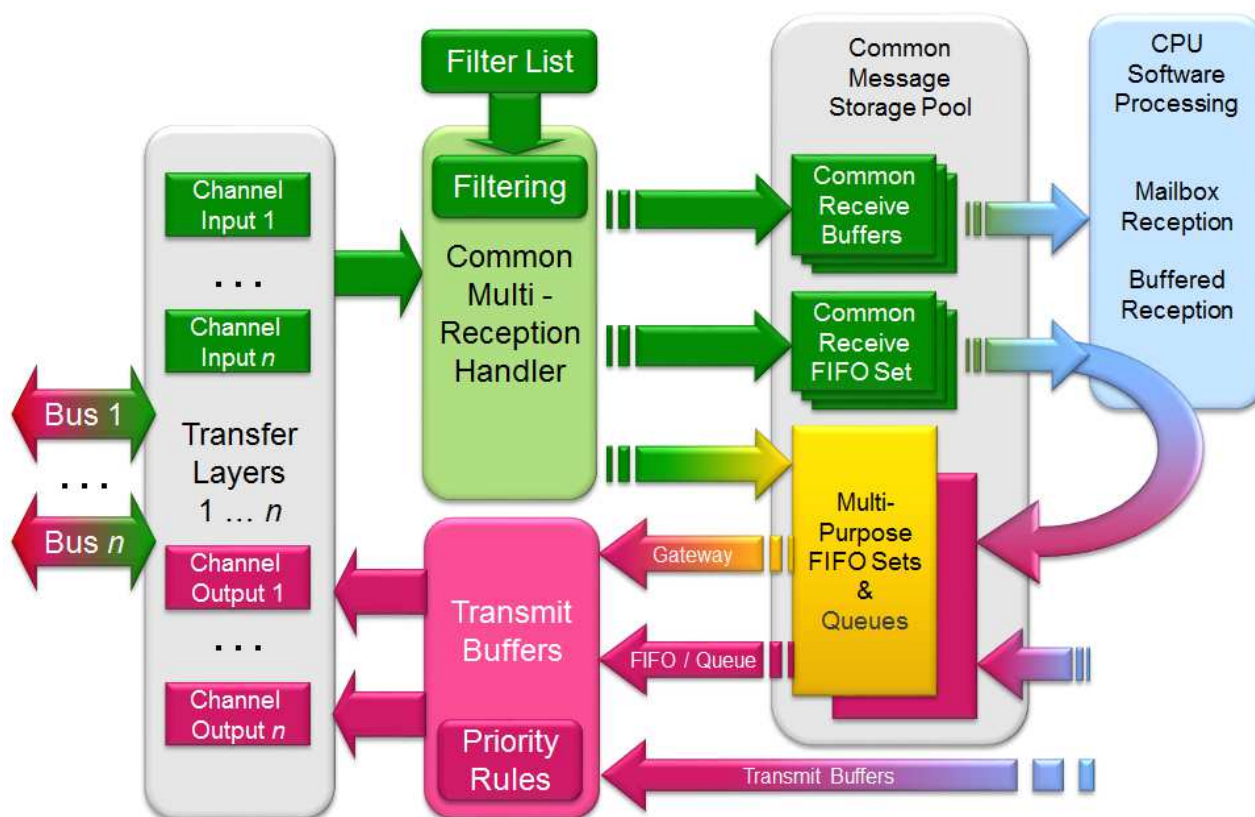 Filter List
Common
Message
Storage Pool
CPU
Software
Processing
Channel
Input 1
. . .
Channel
Input n
Filtering
Common
Multi -
Reception
Handler
Common
Receive
Buffers
Common
Receive
FIFO Set
Mailbox
Reception
Buffered
Reception
Bus 1
. . .
Bus n
Transfer
Layers
1 ... n
Channel
Output 1
. . .
Channel
Output n
Transmit
Buffers
Priority
Rules
Gateway
FIFO / Queue
Transmit Buffers
Multi-
Purpose
FIFO Sets
&
Queues